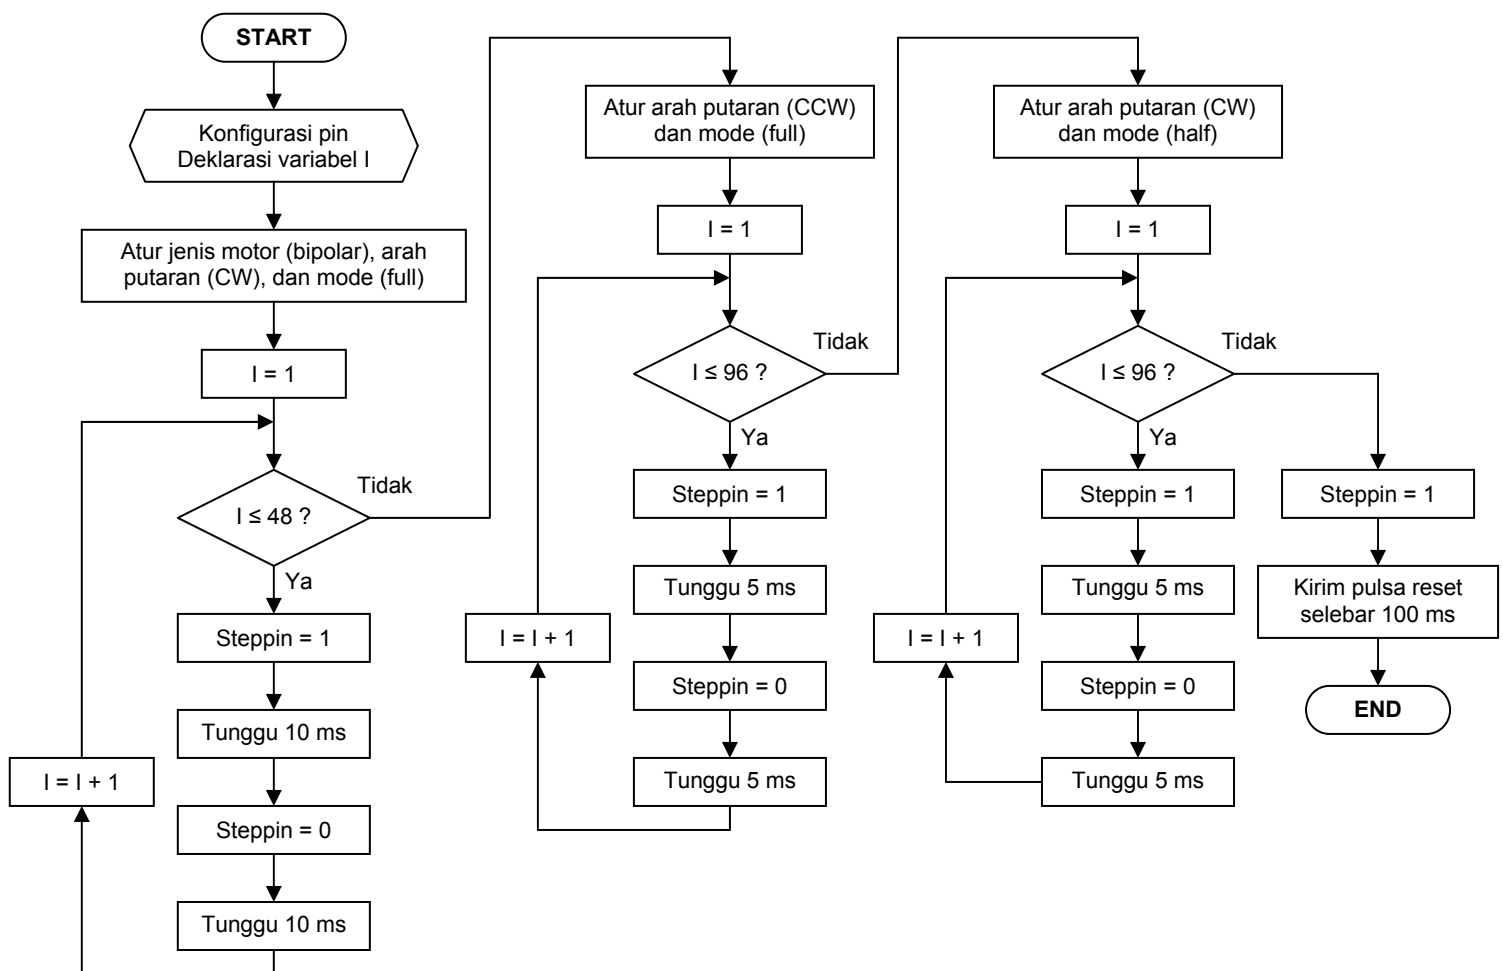 START
Konfigurasi pin
Deklarasi variabel I
Atur jenis motor (bipolar), arah
putaran (CW), dan mode (full)
I = 1
I ≤ 48 ?
Tidak
Ya
Steppin = 1
Tunggu 10 ms
Steppin = 0
Tunggu 10 ms
I = I + 1
Atur arah putaran (CCW)
dan mode (full)
I = 1
I ≤ 96 ?
Tidak
Ya
Steppin = 1
Tunggu 5 ms
Steppin = 0
Tunggu 5 ms
I = I + 1
Atur arah putaran (CW)
dan mode (half)
I = 1
I ≤ 96 ?
Tidak
Ya
Steppin = 1
Tunggu 5 ms
Steppin = 0
Tunggu 5 ms
I = I + 1
Steppin = 1
Kirim pulsa reset
selebar 100 ms
END